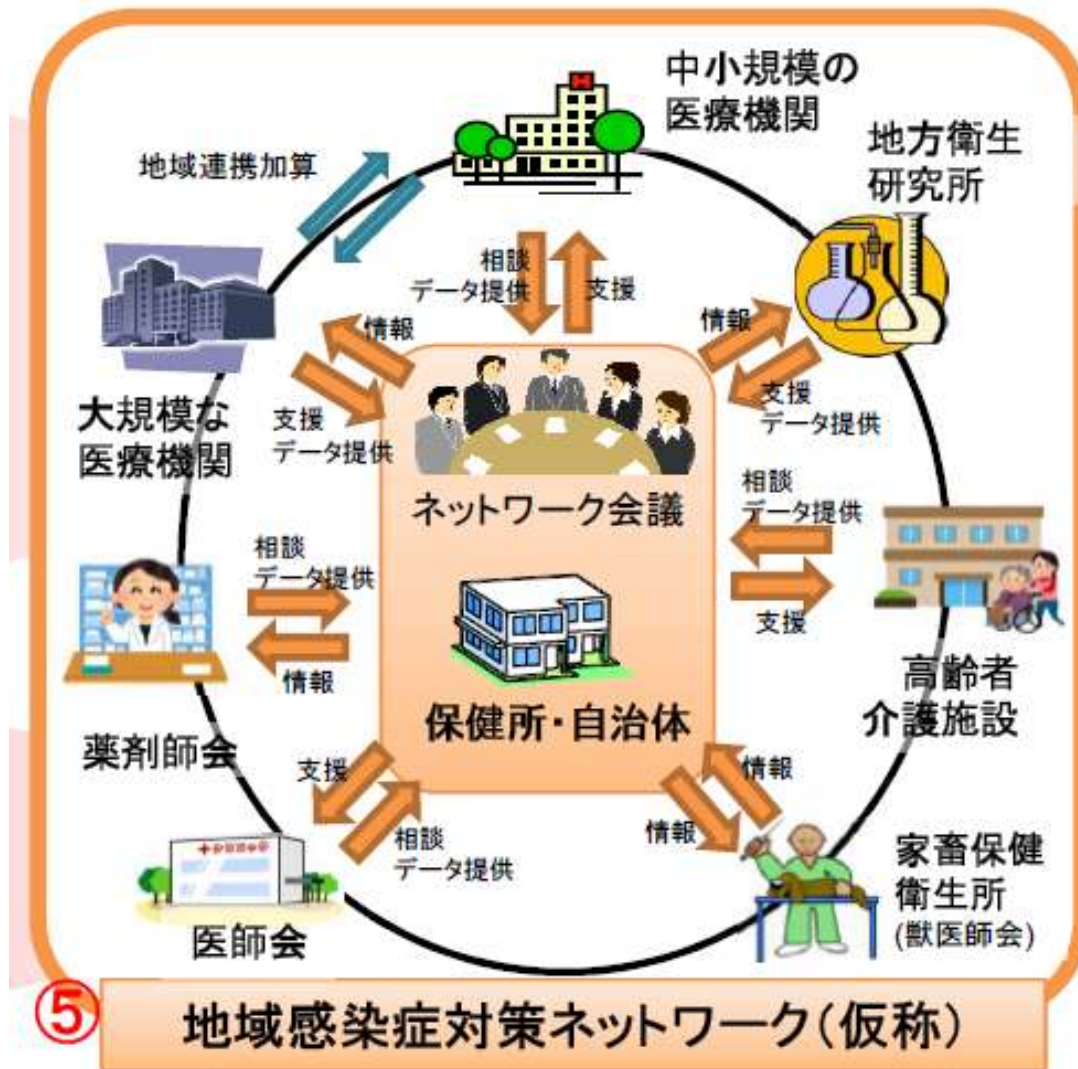 中小規模の
医療機関
地方衛生
研究所
地域連携加算
相談
データ提供
支援
情報
情報
支援
データ提供
支援
データ提供
大規模な
医療機関
ネットワーク会議
相談
データ提供
支援
相談
データ提供
情報
保健所・自治体
高齢者
介護施設
薬剤師会
支援
相談
データ提供
情報
情報
家畜保健
衛生所
(獣医師会)
医師会
⑤
地域感染症対策ネットワーク(仮称)